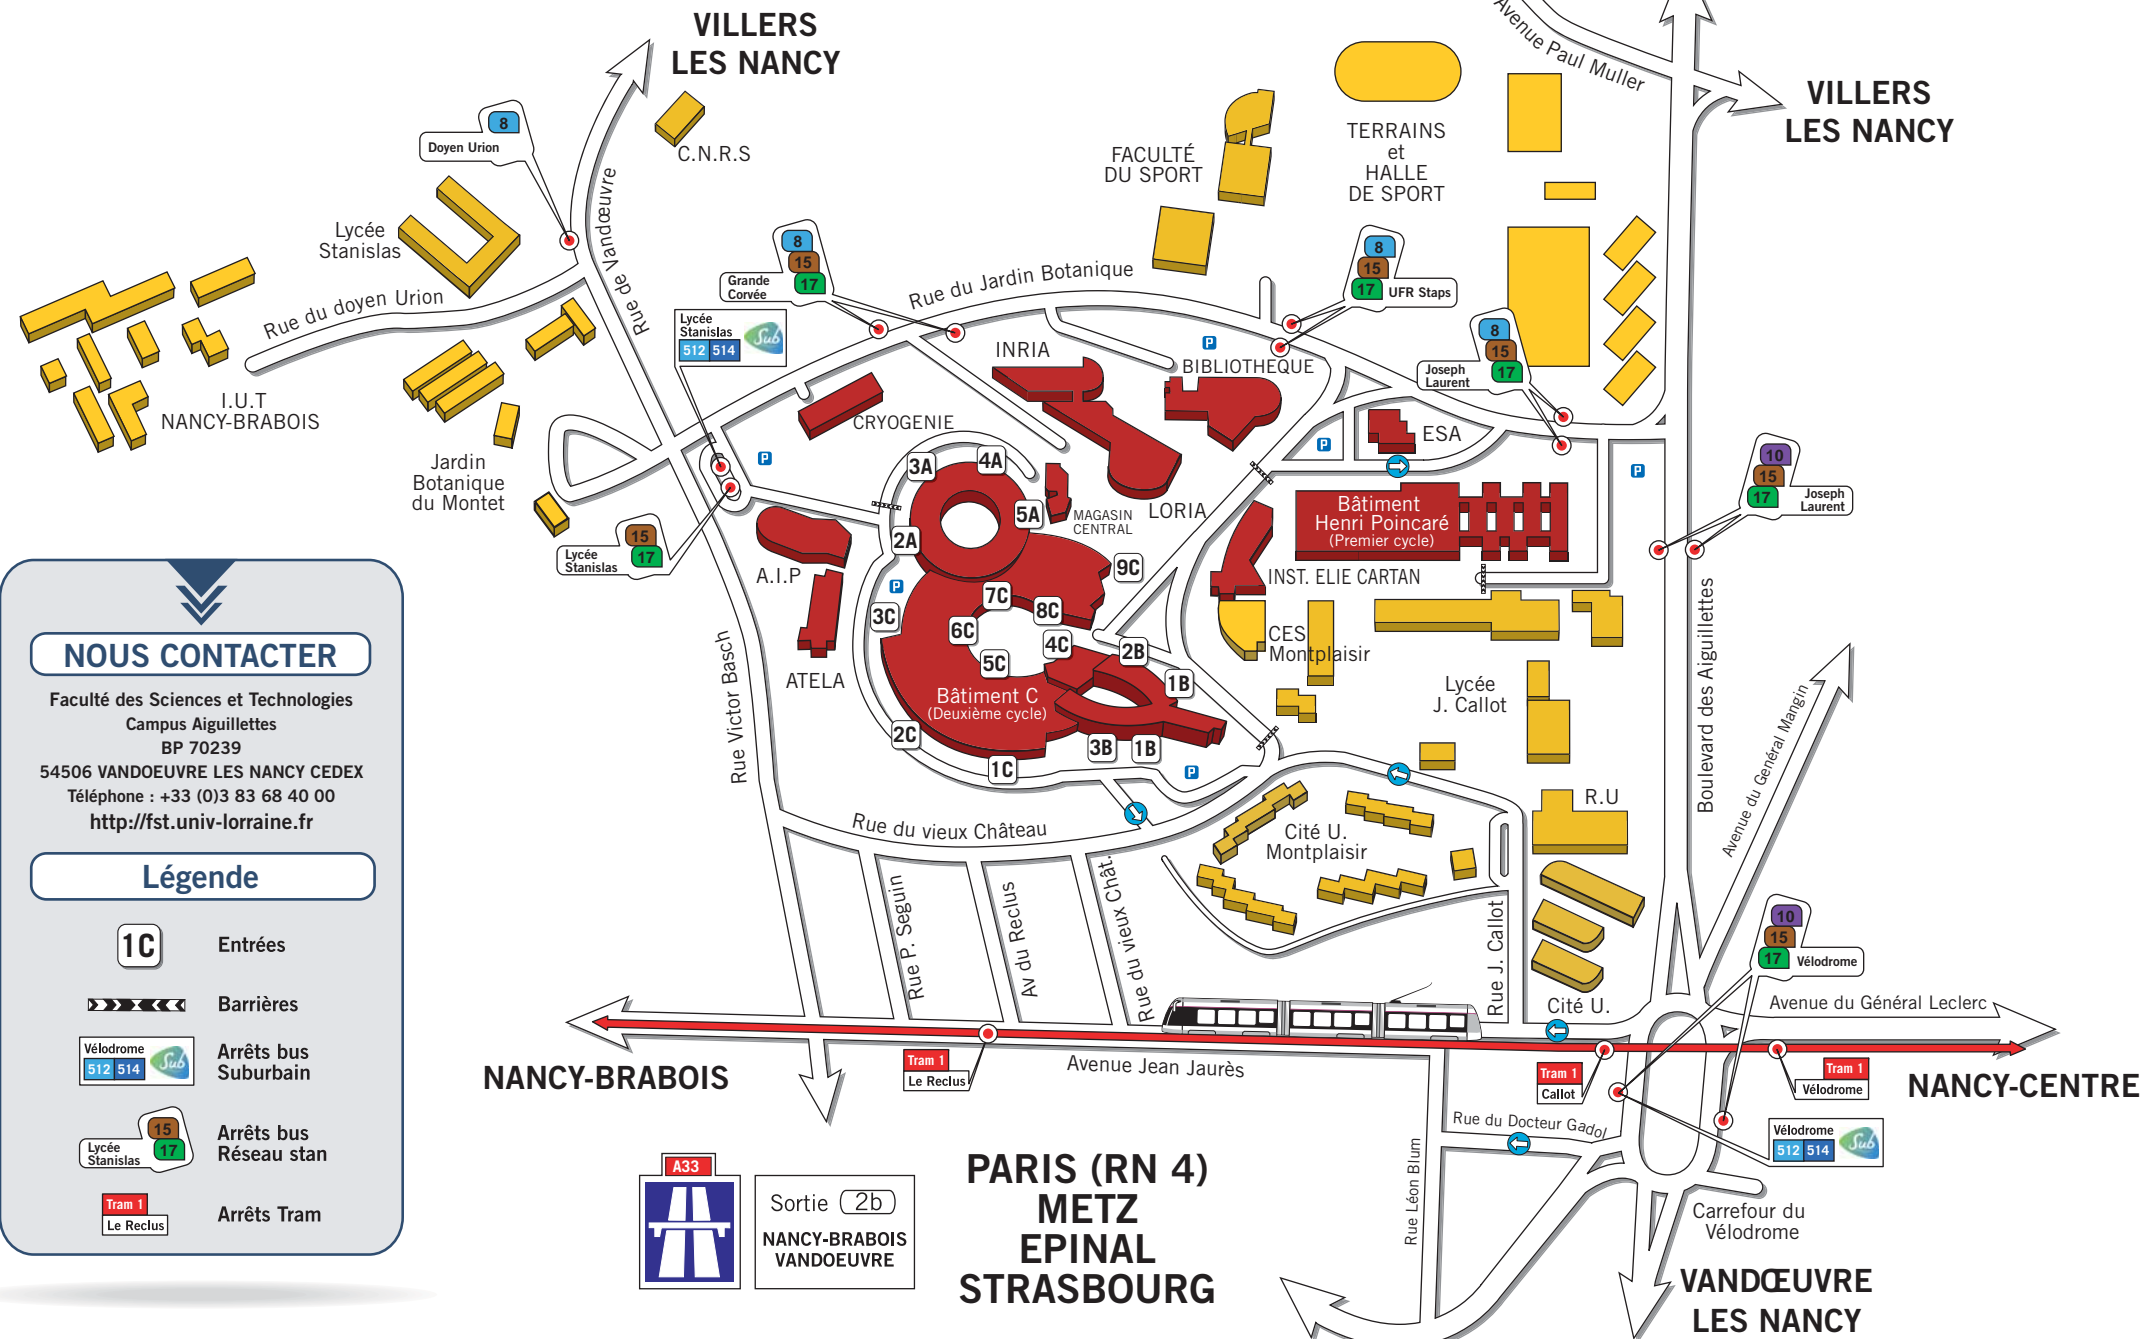 VILLERS
LES NANCY
Avenue Paul Muller
VILLERS
LES NANCY
8
Doyen Urion
C.N.R.S
Rue de Vandœuvre
Lycée
Stanislas
Rue du doyen Urion
I.U.T
NANCY-BRABOIS
Jardin
Botanique
du Montet
FACULTÉ
DU SPORT
TERRAINS
et
HALLE
DE SPORT
8
15
17
Grande
Corvée
Rue du Jardin Botanique
8
15
17
UFR Staps
8
15
17
Joseph
Laurent
Lycée
Stanislas
512 514
Sub
P
INRIA
BIBLIOTHEQUE
CRYOGENIE
ESA
P
P
P
10
15
17
Joseph
Laurent
3A
4A
5A
2A
MAGASIN
CENTRAL
LORIA
Bâtiment
Henri Poincaré
(Premier cycle)
15
17
Lycée
Stanislas
A.I.P
P
9C
INST. ELIE CARTAN
7C
8C
3C
6C
4C
5C
2B
1B
CES
Montplaisir
ATELA
Bâtiment C
(Deuxième cycle)
Lycée
J. Callot
2C
3B
1B
1C
P
Rue Victor Basch
Boulevard des Aiguillettes
Avenue du Général Mangin
R.U
Rue du vieux Château
Cité U.
Montplaisir
Rue P. Seguin
Av du Reclus
Rue du vieux Chât.
Rue J. Callot
Cité U.
10
15
17
Vélodrome
Avenue du Général Leclerc
NANCY-BRABOIS
Tram 1
Le Reclus
Avenue Jean Jaurès
Tram 1
Callot
Tram 1
Vélodrome
NANCY-CENTRE
Rue du Docteur Gadol
Rue Léon Blum
Vélodrome
512 514
Sub
Carrefour du
Vélodrome
VANDŒUVRE
LES NANCY
A33
Sortie 2b
NANCY-BRABOIS
VANDOEUVRE
PARIS (RN 4)
METZ
EPINAL
STRASBOURG
NOUS CONTACTER
Faculté des Sciences et Technologies
Campus Aiguillettes
BP 70239
54506 VANDOEUVRE LES NANCY CEDEX
Téléphone : +33 (0)3 83 68 40 00
http://fst.univ-lorraine.fr
Légende
1C
Entrées
Barrières
Vélodrome
512 514
Sub
Arrêts bus
Suburbain
15
17
Lycée
Stanislas
Arrêts bus
Réseau stan
Tram 1
Le Reclus
Arrêts Tram